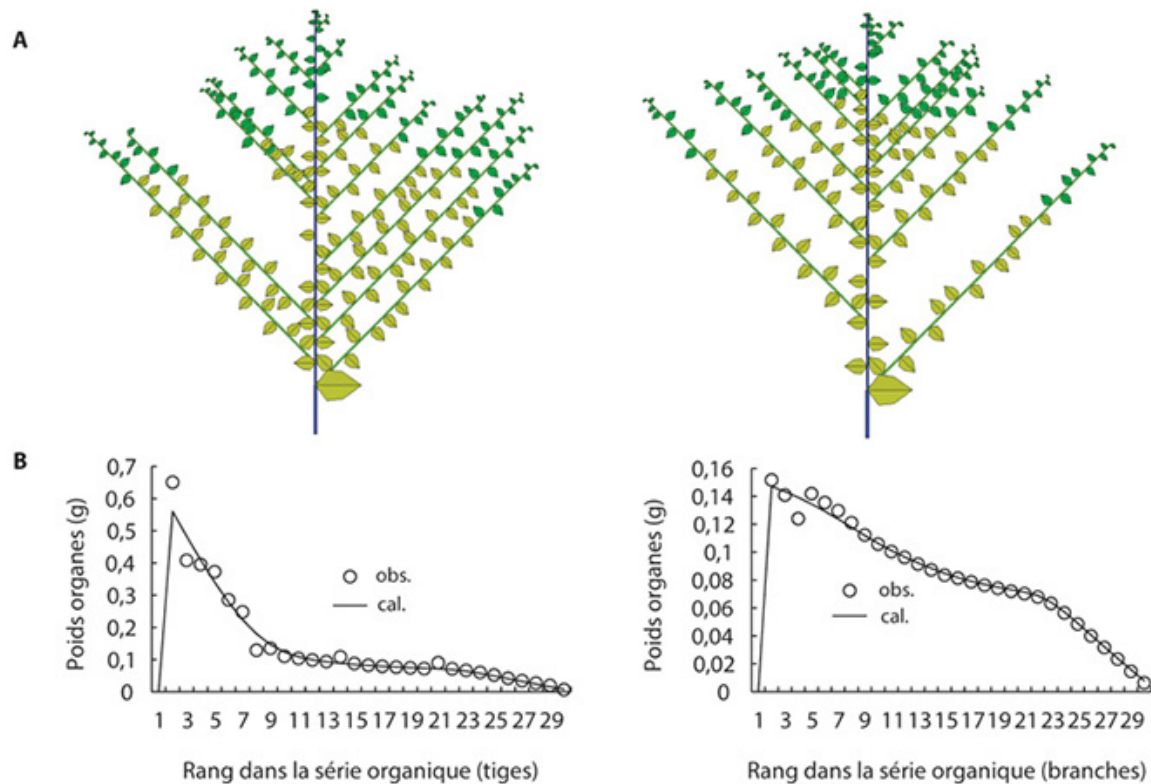 A
B
Poids organes (g)
0,7
0,6
0,5
0,4
0,3
0,2
0,1
0
obs.
cal.
1 3 5 7 9 11 13 15 17 19 21 23 25 27 29
Rang dans la série organique (tiges)
Poids organes (g)
0,16
0,14
0,12
0,1
0,08
0,06
0,04
0,02
0
obs.
cal.
1 3 5 7 9 11 13 15 17 19 21 23 25 27 29
Rang dans la série organique (branches)